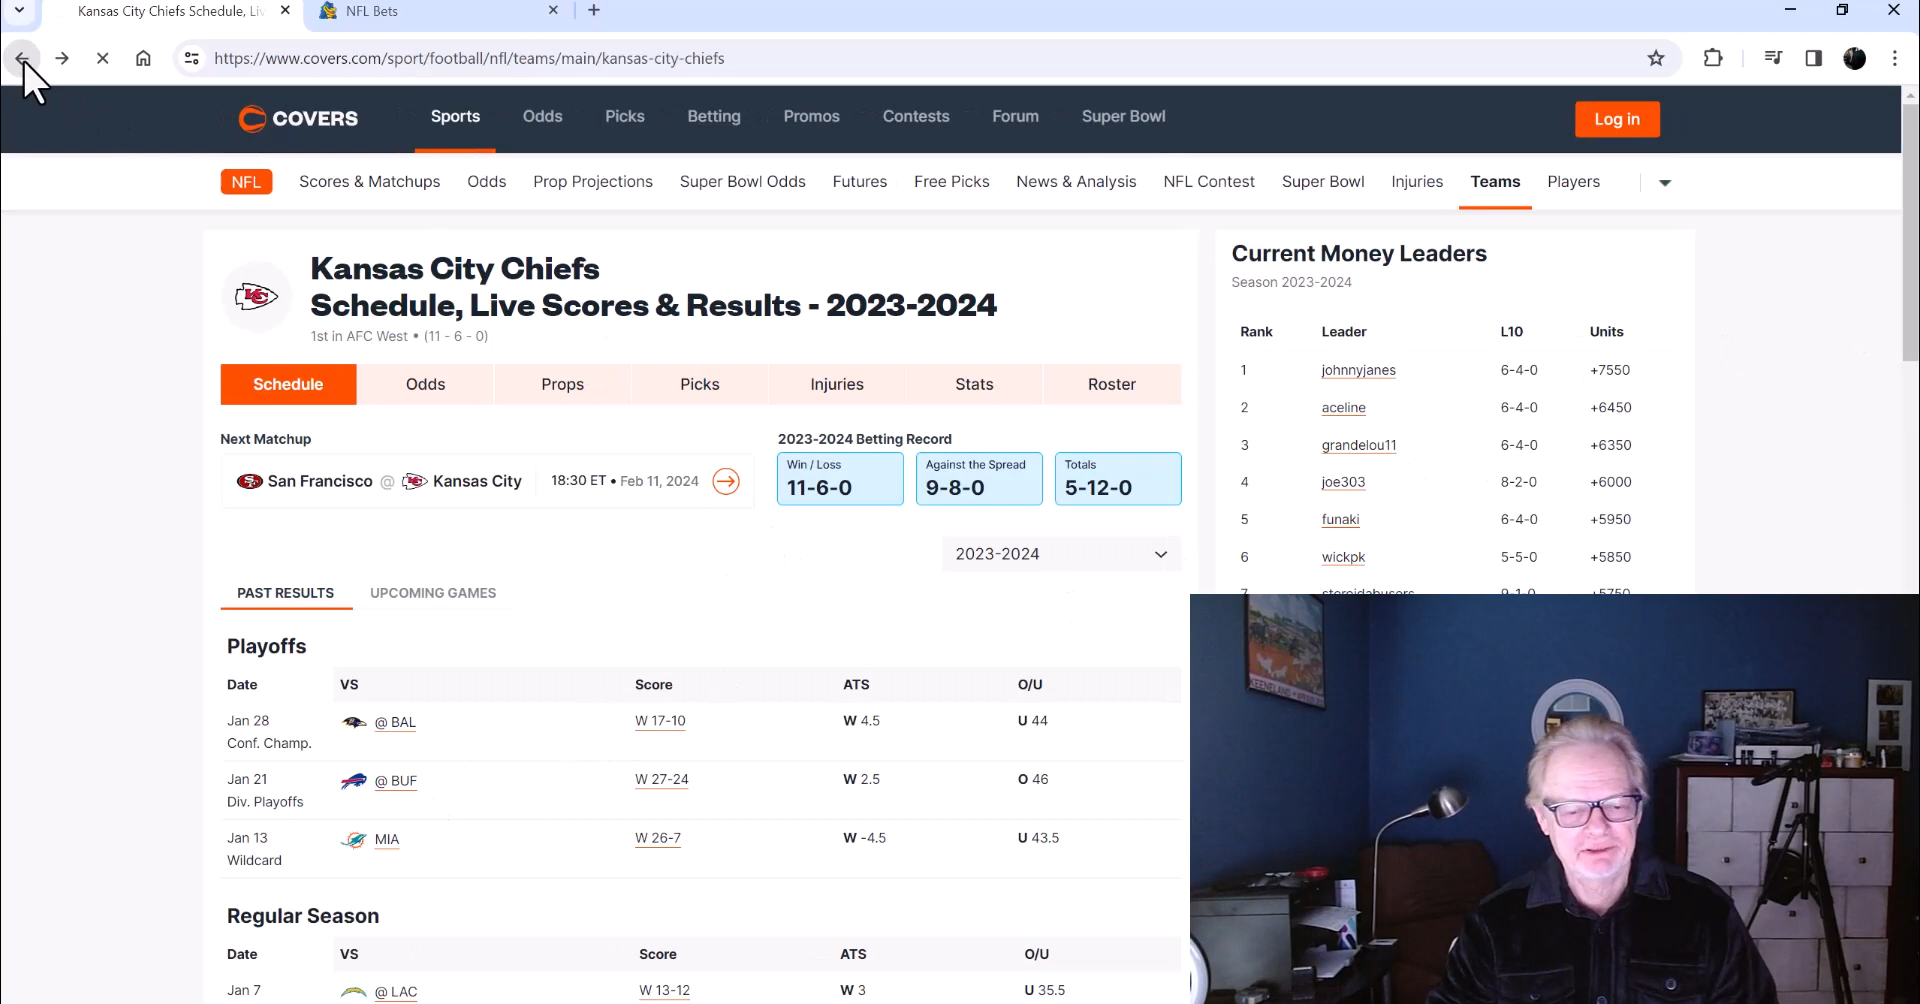 Kansas City Chiefs Schedule, Liv
NFL Bets
https://www.covers.com/sport/football/nfl/teams/main/kansas-city-chiefs
COVERS
Sports Odds Picks Betting Promos Contests Forum Super Bowl
Log in
NFL Scores & Matchups Odds Prop Projections Super Bowl Odds Futures Free Picks News & Analysis NFL Contest Super Bowl Injuries Teams Players
Kansas City Chiefs
Schedule, Live Scores & Results - 2023-2024
1st in AFC West • (11 - 6 - 0)
Schedule Odds Props Picks Injuries Stats Roster
Next Matchup
San Francisco @ KC Kansas City 18:30 ET • Feb 11, 2024
2023-2024 Betting Record
Win / Loss Against the Spread Totals
11-6-0 9-8-0 5-12-0
2023-2024
PAST RESULTS UPCOMING GAMES
Playoffs
Date VS Score ATS O/U
Jan 28 @ BAL W 17-10 W 4.5 U 44
Conf. Champ.
Jan 21 @ BUF W 27-24 W 2.5 O 46
Div. Playoffs
Jan 13 MIA W 26-7 W -4.5 U 43.5
Wildcard
Regular Season
Date VS Score ATS O/U
Jan 7 @ LAC W 13-12 W 3 U 35.5
Current Money Leaders
Season 2023-2024
Rank Leader L10 Units
1 johnnyjanes 6-4-0 +7550
2 aceline 6-4-0 +6450
3 grandelou11 6-4-0 +6350
4 joe303 8-2-0 +6000
5 funaki 6-4-0 +5950
6 wickpk 5-5-0 +5850
7 steroidabusers 9-1-0 +5750
KEENELAND